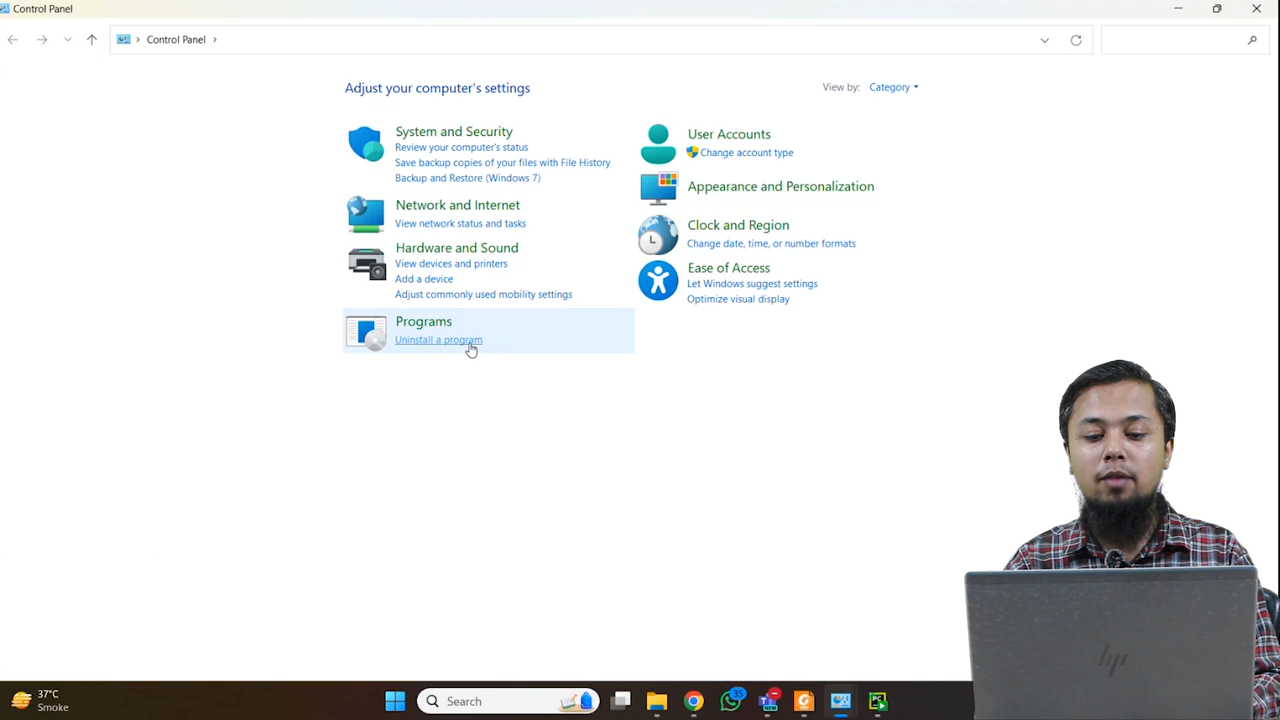 Control Panel
Control Panel
Adjust your computer's settings
View by: Category
System and Security
Review your computer's status
Save backup copies of your files with File History
Backup and Restore (Windows 7)
Network and Internet
View network status and tasks
Hardware and Sound
View devices and printers
Add a device
Adjust commonly used mobility settings
Programs
Uninstall a program
User Accounts
Change account type
Appearance and Personalization
Clock and Region
Change date, time, or number formats
Ease of Access
Let Windows suggest settings
Optimize visual display
hp
37°C
Smoke
Search
35
PC